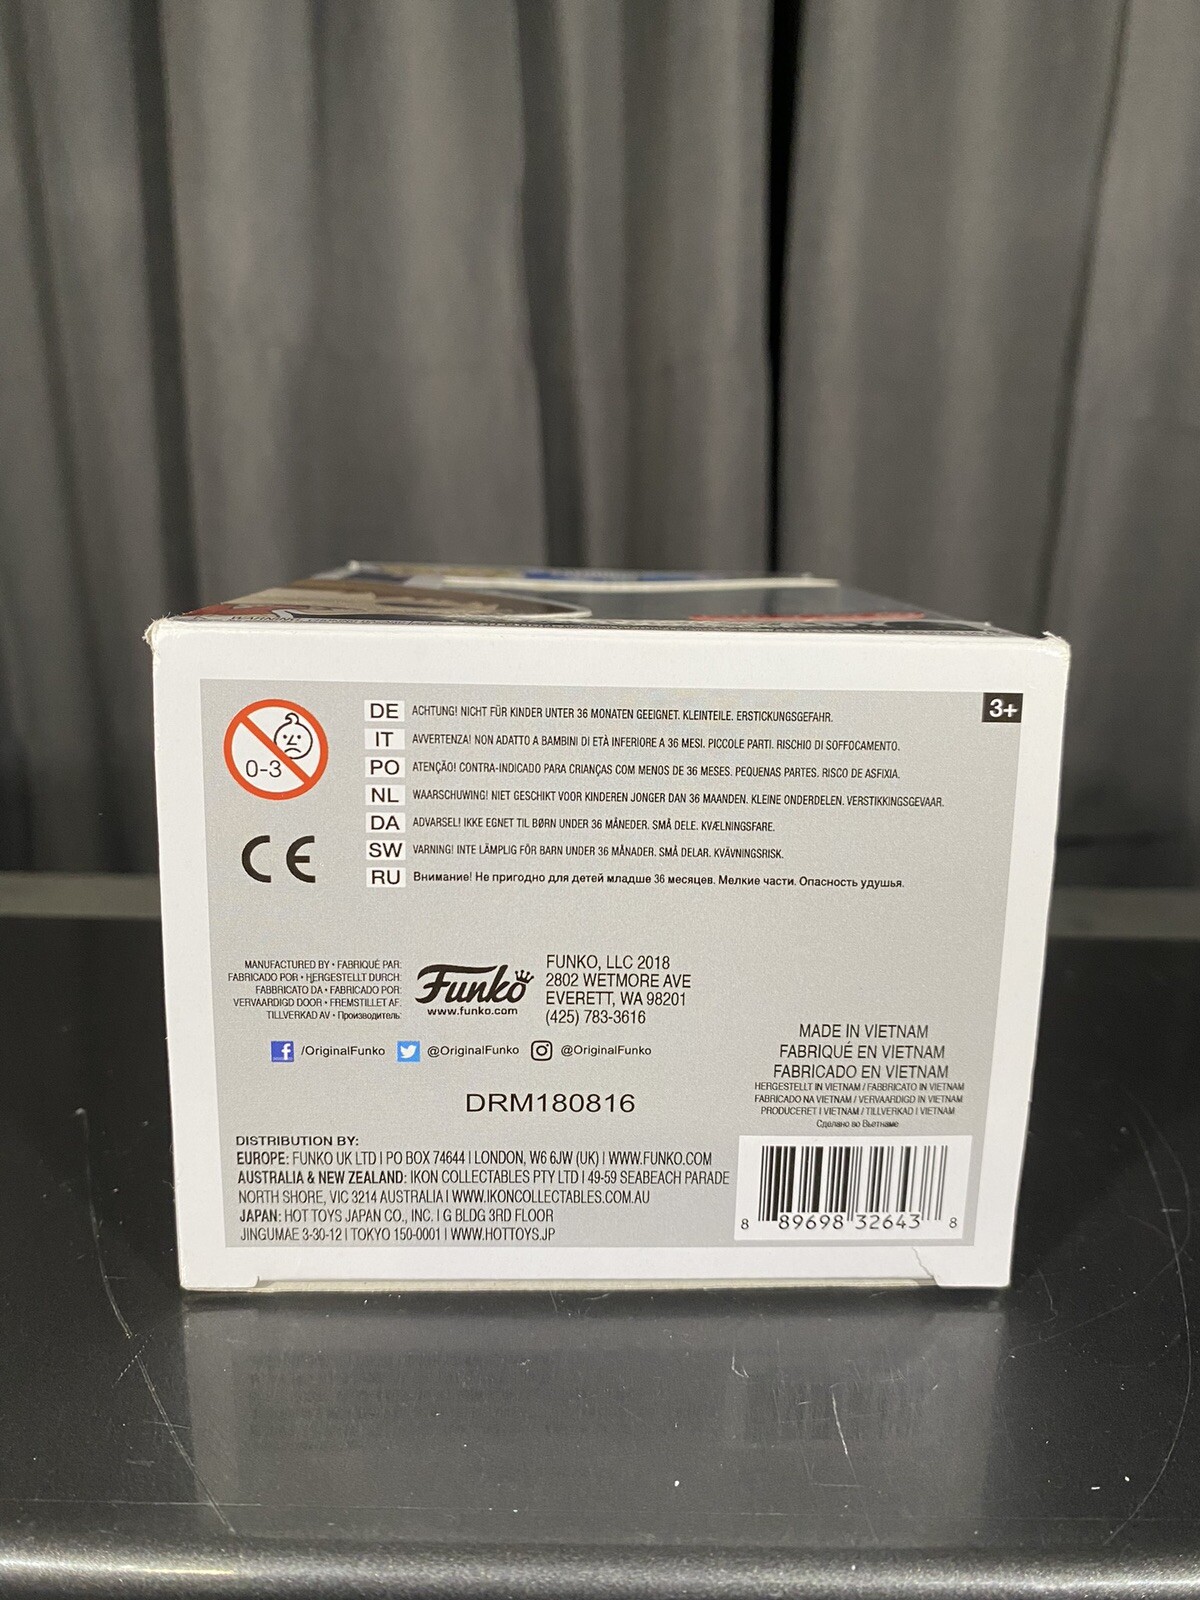 3+
0-3
DE ACHTUNG! NICHT FÜR KINDER UNTER 36 MONATEN GEEIGNET. KLEINTEILE. ERSTICKUNGSGEFAHR.
IT AVVERTENZA! NON ADATTO A BAMBINI DI ETÀ INFERIORE A 36 MESI. PICCOLE PARTI. RISCHIO DI SOFFOCAMENTO.
PO ATENÇÃO! CONTRA-INDICADO PARA CRIANÇAS COM MENOS DE 36 MESES. PEQUENAS PARTES. RISCO DE ASFIXIA.
NL WAARSCHUWING! NIET GESCHIKT VOOR KINDEREN JONGER DAN 36 MAANDEN. KLEINE ONDERDELEN. VERSTIKKINGSGEVAAR.
DA ADVARSEL! IKKE EGNET TIL BØRN UNDER 36 MÅNEDER. SMÅ DELE. KVÆLNINGSFARE.
SW VARNING! INTE LÄMPLIG FÖR BARN UNDER 36 MÅNADER. SMÅ DELAR. KVÄVNINGSRISK.
RU Внимание! Не пригодно для детей младше 36 месяцев. Мелкие части. Опасность удушья.
CE
MANUFACTURED BY • FABRIQUÉ PAR:
FABRICADO POR • HERGESTELLT DURCH:
FABBRICATO DA • FABRICADO POR:
VERVAARDIGD DOOR • FREMSTILLET AF:
TILLVERKAD AV • Производитель:
Funko
www.funko.com
FUNKO, LLC 2018
2802 WETMORE AVE
EVERETT, WA 98201
(425) 783-3616
/OriginalFunko @OriginalFunko @OriginalFunko
DRM180816
MADE IN VIETNAM
FABRIQUÉ EN VIETNAM
FABRICADO EN VIETNAM
HERGESTELLT IN VIETNAM / FABBRICATO IN VIETNAM
FABRICADO NA VIETNAM / VERVAARDIGD IN VIETNAM
PRODUCERET I VIETNAM / TILLVERKAD I VIETNAM
Сделано во Вьетнаме
DISTRIBUTION BY:
EUROPE: FUNKO UK LTD | PO BOX 74644 | LONDON, W6 6JW (UK) | WWW.FUNKO.COM
AUSTRALIA & NEW ZEALAND: IKON COLLECTABLES PTY LTD | 49-59 SEABEACH PARADE
NORTH SHORE, VIC 3214 AUSTRALIA | WWW.IKONCOLLECTABLES.COM.AU
JAPAN: HOT TOYS JAPAN CO., INC. | G BLDG 3RD FLOOR
JINGUMAE 3-30-12 | TOKYO 150-0001 | WWW.HOTTOYS.JP
8 89698 32643 8